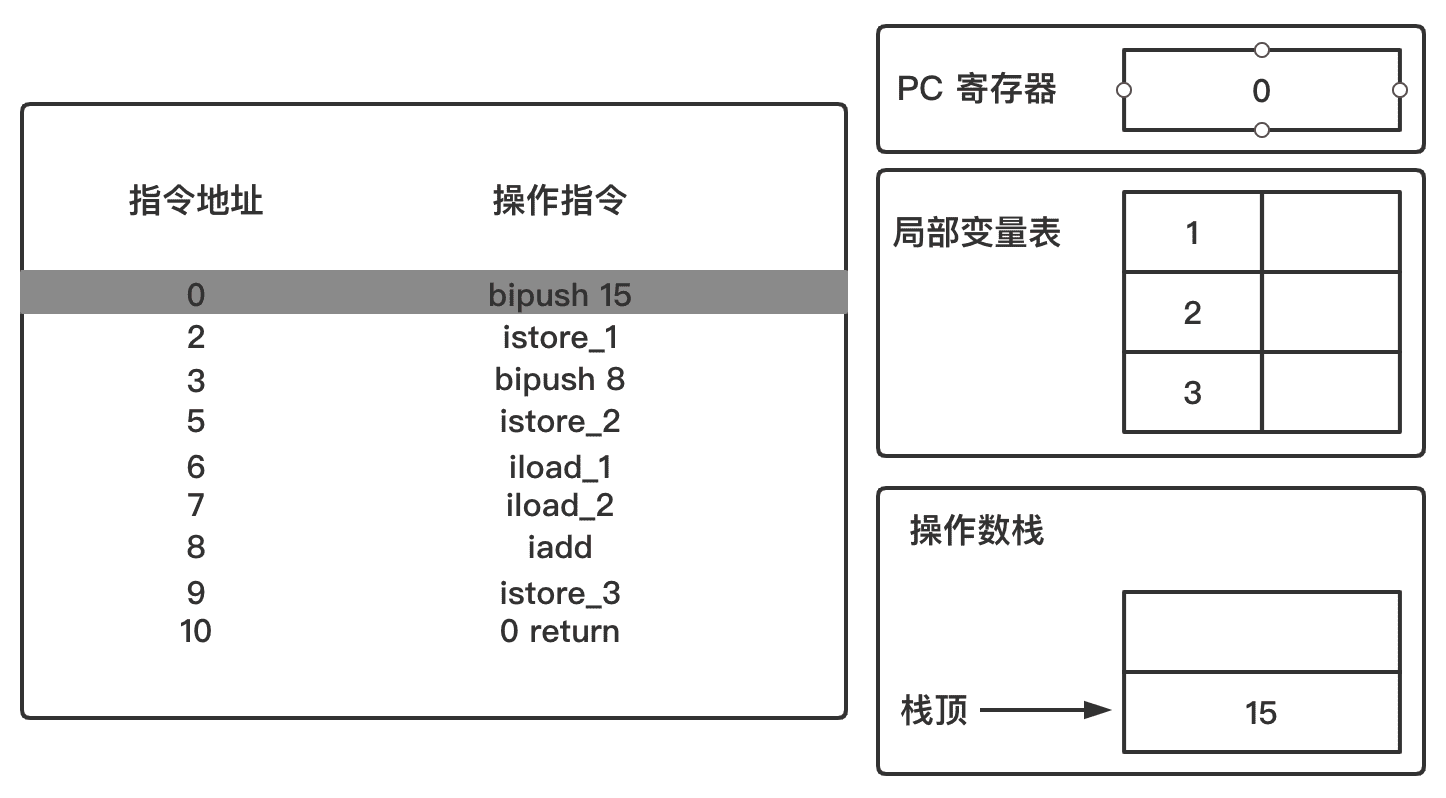 指令地址 操作指令
0 bipush 15
2 istore_1
3 bipush 8
5 istore_2
6 iload_1
7 iload_2
8 iadd
9 istore_3
10 0 return
PC 寄存器 0
局部变量表
1
2
3
操作数栈
栈顶 15